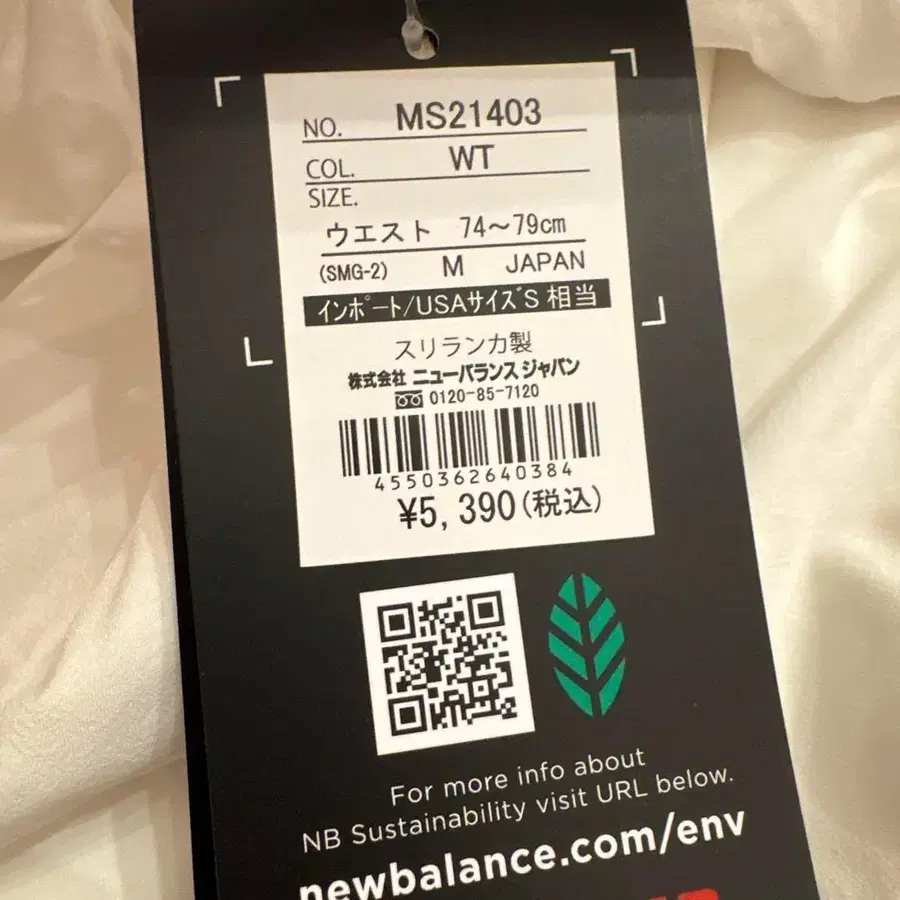 NO. MS21403
COL. WT
SIZE.
ウエスト 74〜79cm
(SMG-2) M JAPAN
インポート/USAサイズS 相当
スリランカ製
株式会社 ニューバランス ジャパン
0120-85-7120
4550362640384
¥5,390(税込)
For more info about
NB Sustainability visit URL below.
newbalance.com/env